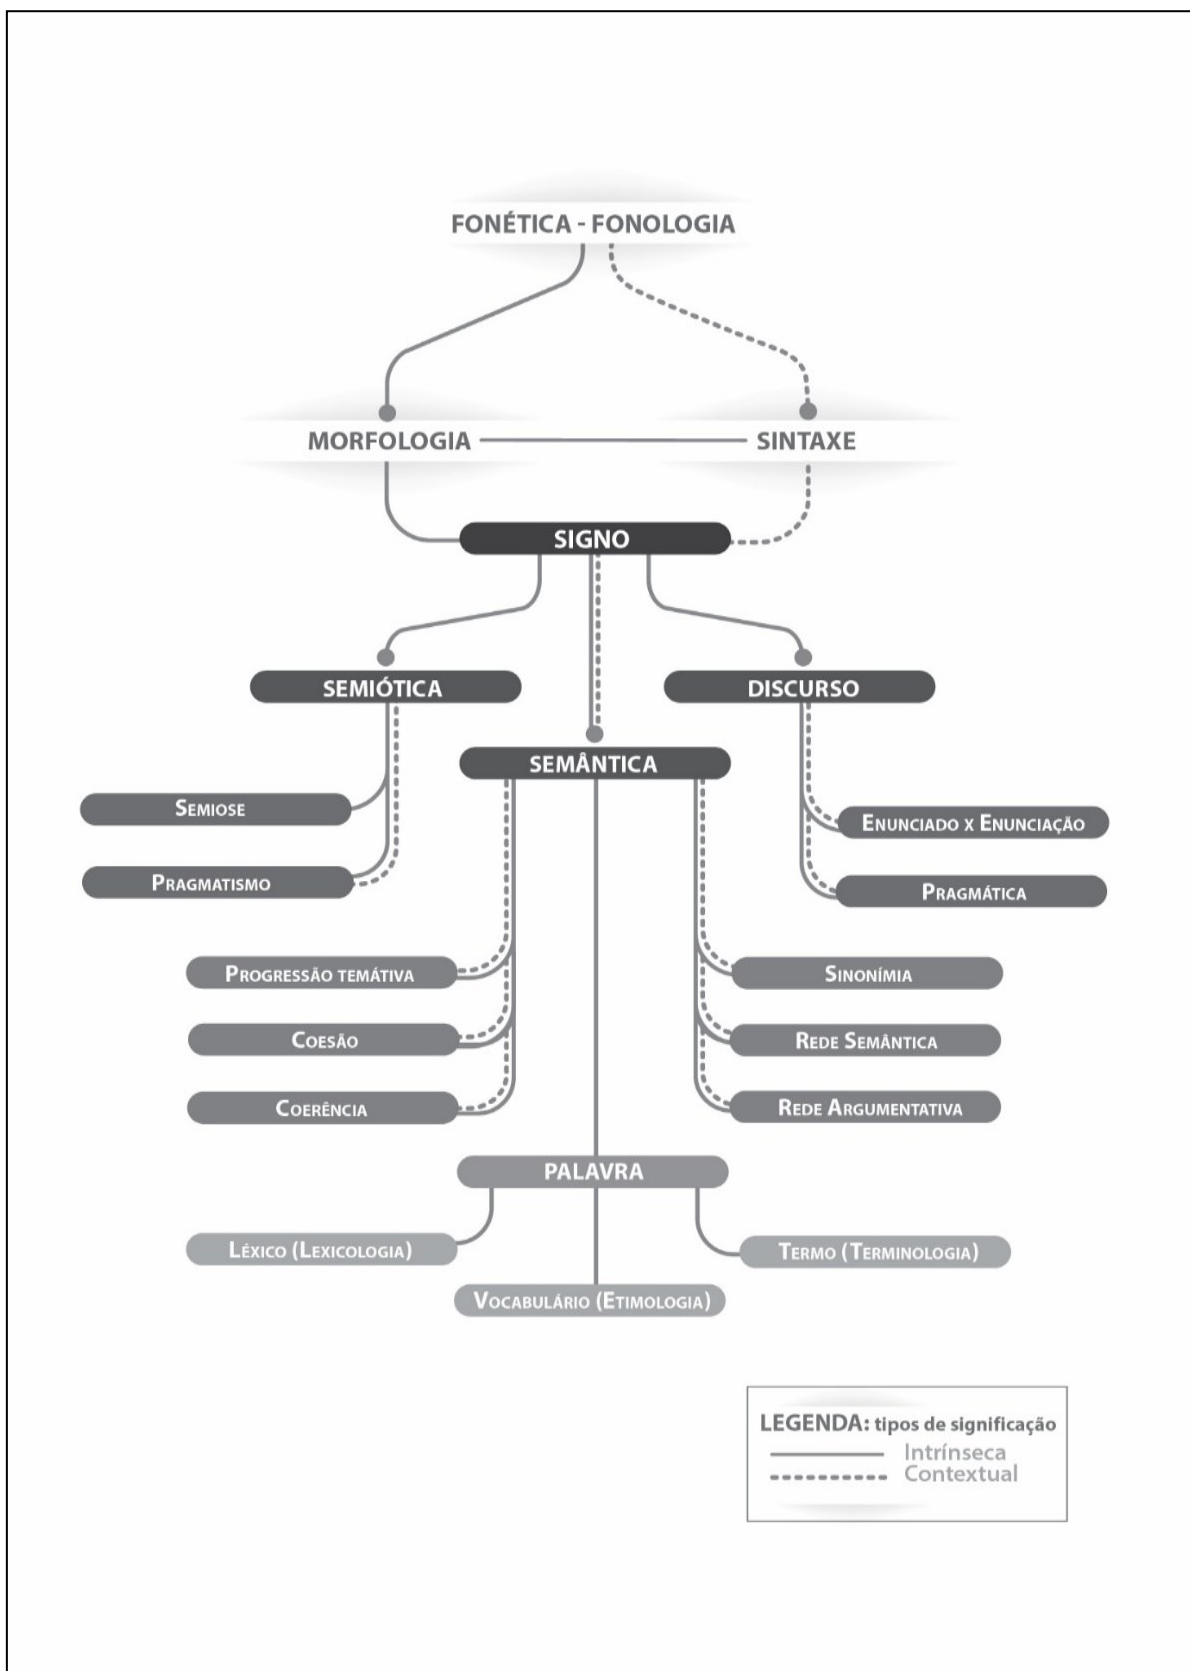 FONÉTICA - FONOLOGIA
MORFOLOGIA
SINTAXE
SIGNO
SEMIÓTICA
DISCURSO
SEMÂNTICA
SEMIOSE
ENUNCIADO X ENUNCIAÇÃO
PRAGMATISMO
PRAGMÁTICA
PROGRESSÃO TEMÁTIVA
SINONÍMIA
COESÃO
REDE SEMÂNTICA
COERÊNCIA
REDE ARGUMENTATIVA
PALAVRA
LÉXICO (LEXICOLOGIA)
TERMO (TERMINOLOGIA)
VOCABULÁRIO (ETIMOLOGIA)
LEGENDA: tipos de significação
Intrínseca
Contextual